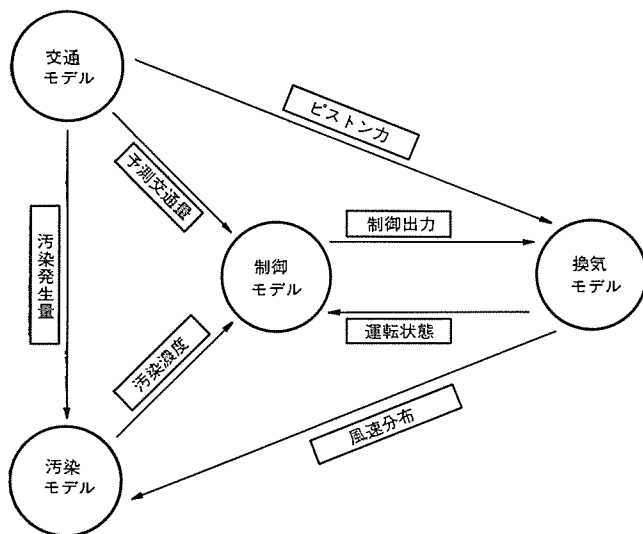 交通
モデル
ピストン力
予測交通量
汚染発生量
制御出力
制御
モデル
換気
モデル
運転状態
汚染濃度
風速分布
汚染
モデル